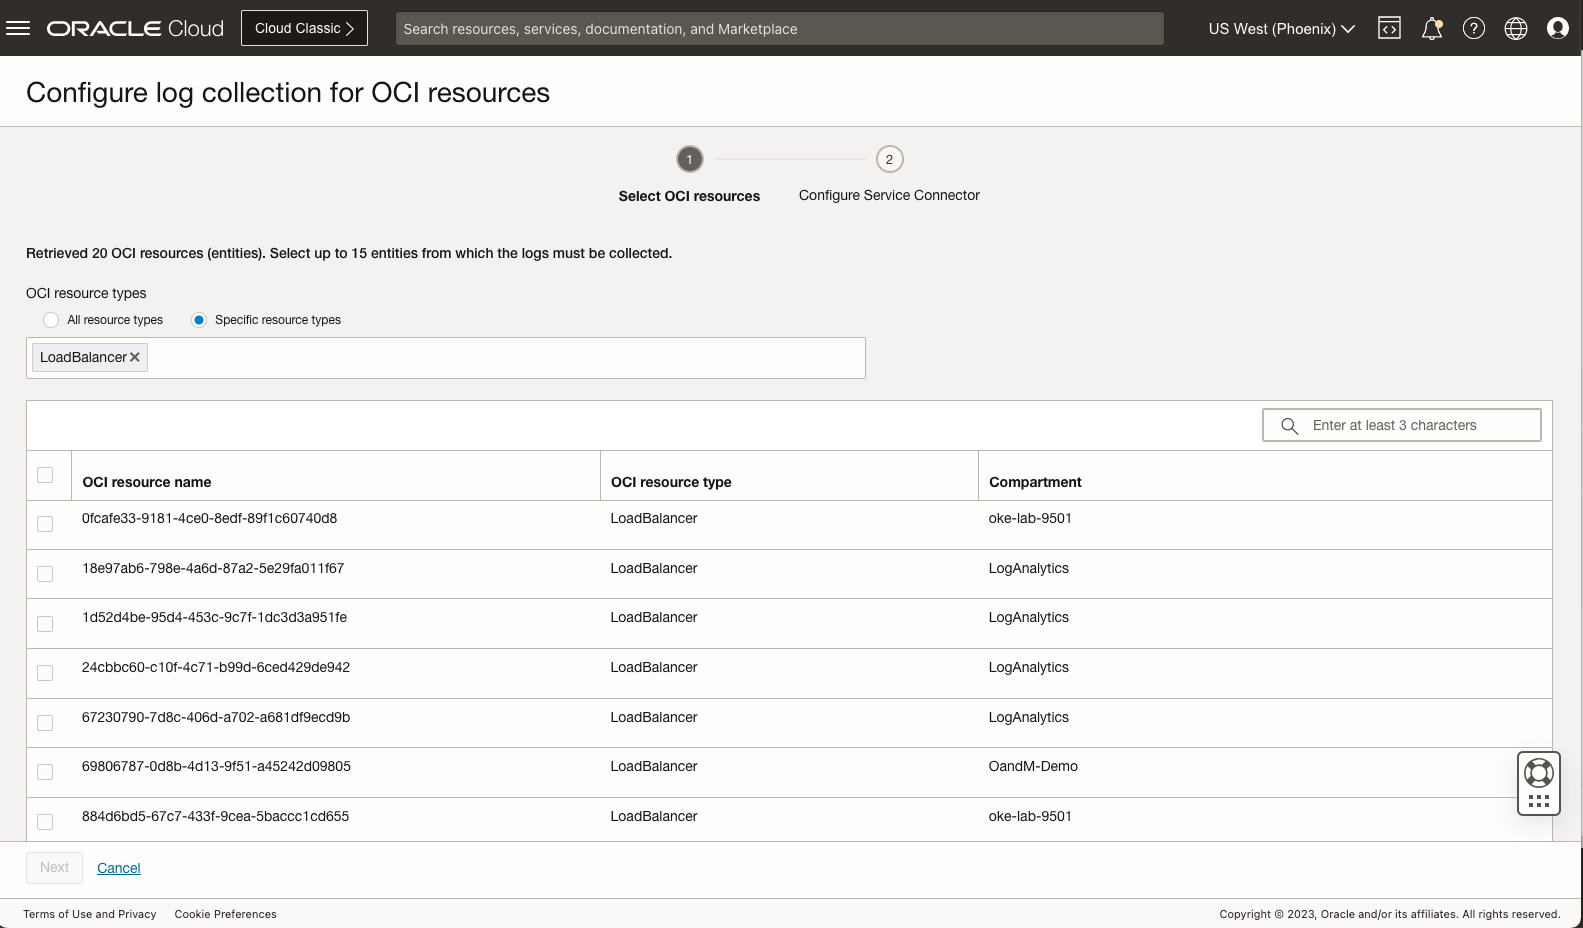 ORACLE Cloud
Cloud Classic
Search resources, services, documentation, and Marketplace
US West (Phoenix)
Configure log collection for OCI resources
1
2
Select OCI resources
Configure Service Connector
Retrieved 20 OCI resources (entities). Select up to 15 entities from which the logs must be collected.
OCI resource types
All resource types
Specific resource types
LoadBalancer
Enter at least 3 characters
OCI resource name OCI resource type Compartment
0fcafe33-9181-4ce0-8edf-89f1c60740d8 LoadBalancer oke-lab-9501
18e97ab6-798e-4a6d-87a2-5e29fa011f67 LoadBalancer LogAnalytics
1d52d4be-95d4-453c-9c7f-1dc3d3a951fe LoadBalancer LogAnalytics
24cbbc60-c10f-4c71-b99d-6ced429de942 LoadBalancer LogAnalytics
67230790-7d8c-406d-a702-a681df9ecd9b LoadBalancer LogAnalytics
69806787-0d8b-4d13-9f51-a45242d09805 LoadBalancer OandM-Demo
884d6bd5-67c7-433f-9cea-5baccc1cd655 LoadBalancer oke-lab-9501
Next
Cancel
Terms of Use and Privacy
Cookie Preferences
Copyright © 2023, Oracle and/or its affiliates. All rights reserved.